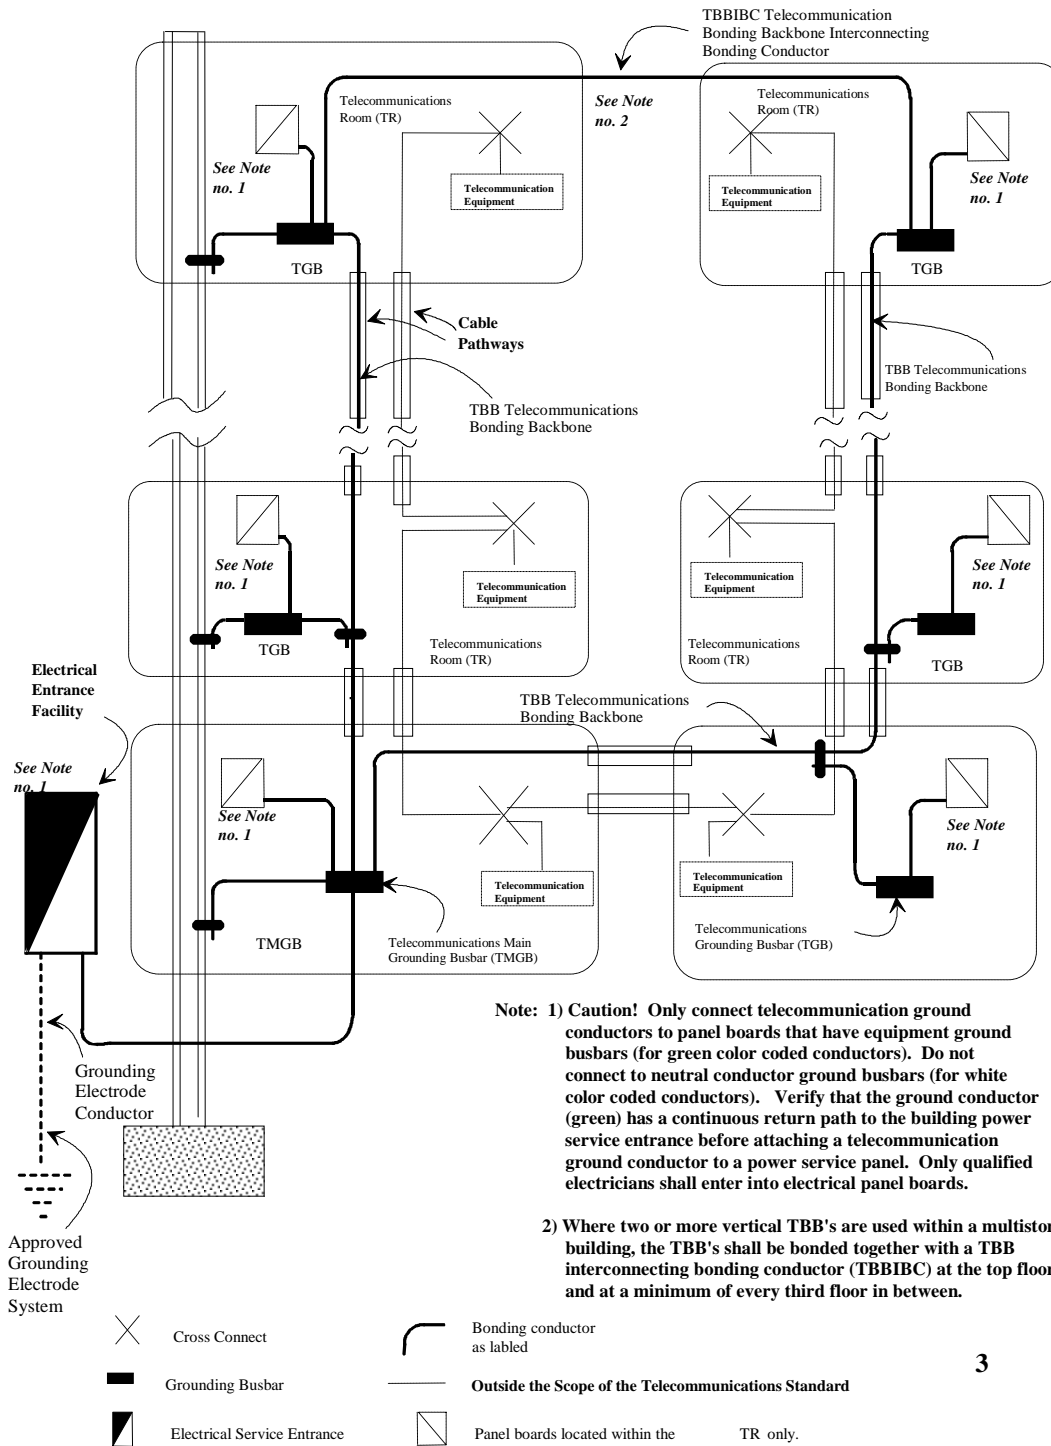 TBBIBC Telecommunication
Bonding Backbone Interconnecting
Bonding Conductor
Telecommunications
Room (TR)
See Note
no. 2
Telecommunications
Room (TR)
See Note
no. 1
Telecommunication
Equipment
Telecommunication
Equipment
See Note
no. 1
TGB
TGB
Cable
Pathways
TBB Telecommunications
Bonding Backbone
TBB Telecommunications
Bonding Backbone
See Note
no. 1
Telecommunication
Equipment
Telecommunication
Equipment
See Note
no. 1
TGB
Telecommunications
Room (TR)
Telecommunications
Room (TR)
TGB
Electrical
Entrance
Facility
TBB Telecommunications
Bonding Backbone
See Note
no. 1
See Note
no. 1
See Note
no. 1
Telecommunication
Equipment
Telecommunication
Equipment
TMGB
Telecommunications Main
Grounding Busbar (TMGB)
Telecommunications
Grounding Busbar (TGB)
Grounding
Electrode
Conductor
Approved
Grounding
Electrode
System
Note: 1) Caution! Only connect telecommunication ground
conductors to panel boards that have equipment ground
busbars (for green color coded conductors). Do not
connect to neutral conductor ground busbars (for white
color coded conductors). Verify that the ground conductor
(green) has a continuous return path to the building power
service entrance before attaching a telecommunication
ground conductor to a power service panel. Only qualified
electricians shall enter into electrical panel boards.
2) Where two or more vertical TBB's are used within a multistor
building, the TBB's shall be bonded together with a TBB
interconnecting bonding conductor (TBBIBC) at the top floor
and at a minimum of every third floor in between.
Cross Connect
Bonding conductor
as labled
Grounding Busbar
Outside the Scope of the Telecommunications Standard
3
Electrical Service Entrance
Panel boards located within the TR only.